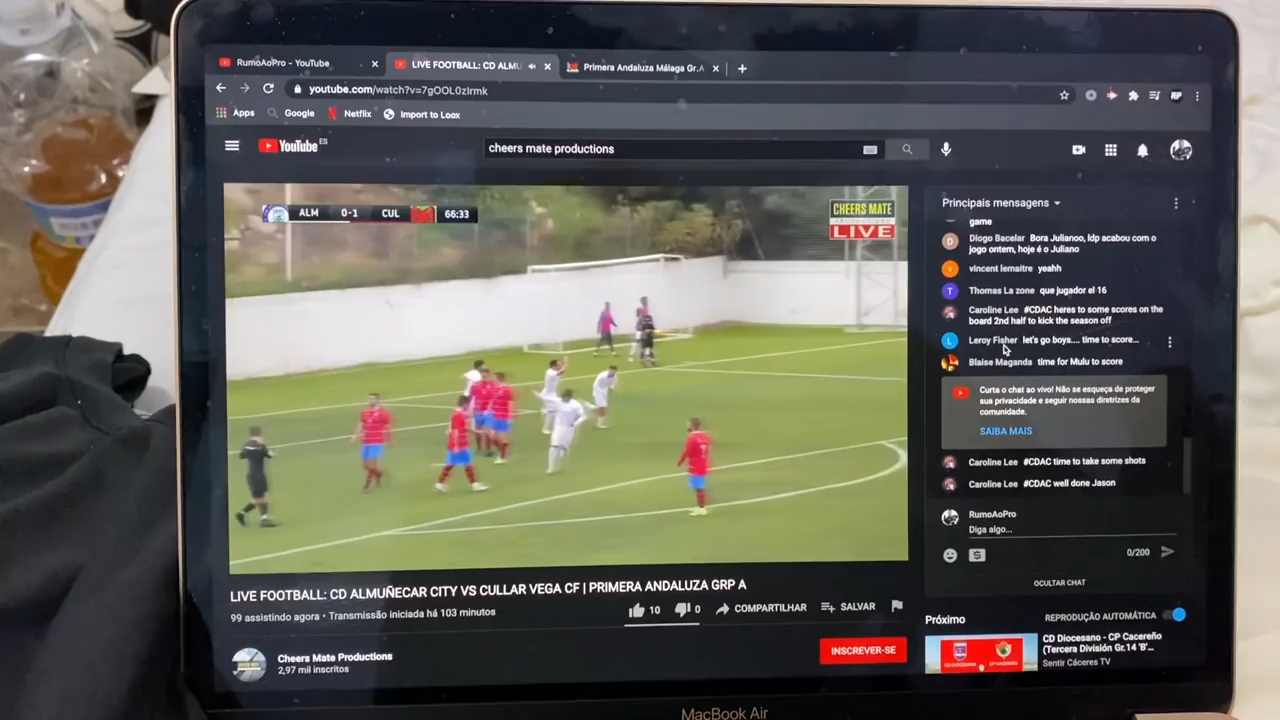 RumoAoPro - YouTube
LIVE FOOTBALL: CD ALMU
Primera Andaluza Málaga Gr.A
youtube.com/watch?v=7gOOL0zIrmk
Apps
Google
Netflix
Import to Loox
YouTube ES
cheers mate productions
ALM 0-1 CUL 66:33
CHEERS MATE
PRODUCTIONS
LIVE
Principais mensagens
game
Diogo Bacelar Bora Julianoo, ldp acabou com o
jogo ontem, hoje é o Juliano
vincent lemaitre yeahh
Thomas La zone que jugador el 16
Caroline Lee #CDAC heres to some scores on the
board 2nd half to kick the season off
Leroy Fisher let's go boys.... time to score...
Blaise Maganda time for Mulu to score
Curta o chat ao vivo! Não se esqueça de proteger
sua privacidade e seguir nossas diretrizes da
comunidade.
SAIBA MAIS
Caroline Lee #CDAC time to take some shots
Caroline Lee #CDAC well done Jason
RumoAoPro
Diga algo...
0/200
OCULTAR CHAT
LIVE FOOTBALL: CD ALMUÑECAR CITY VS CULLAR VEGA CF | PRIMERA ANDALUZA GRP A
99 assistindo agora • Transmissão iniciada há 103 minutos
10
0
COMPARTILHAR
SALVAR
Cheers Mate Productions
2,97 mil inscritos
INSCREVER-SE
Próximo
REPRODUÇÃO AUTOMÁTICA
CD Diocesano - CP Cacereño
(Tercera División Gr.14 'B'...
Sentir Cáceres TV
MacBook Air